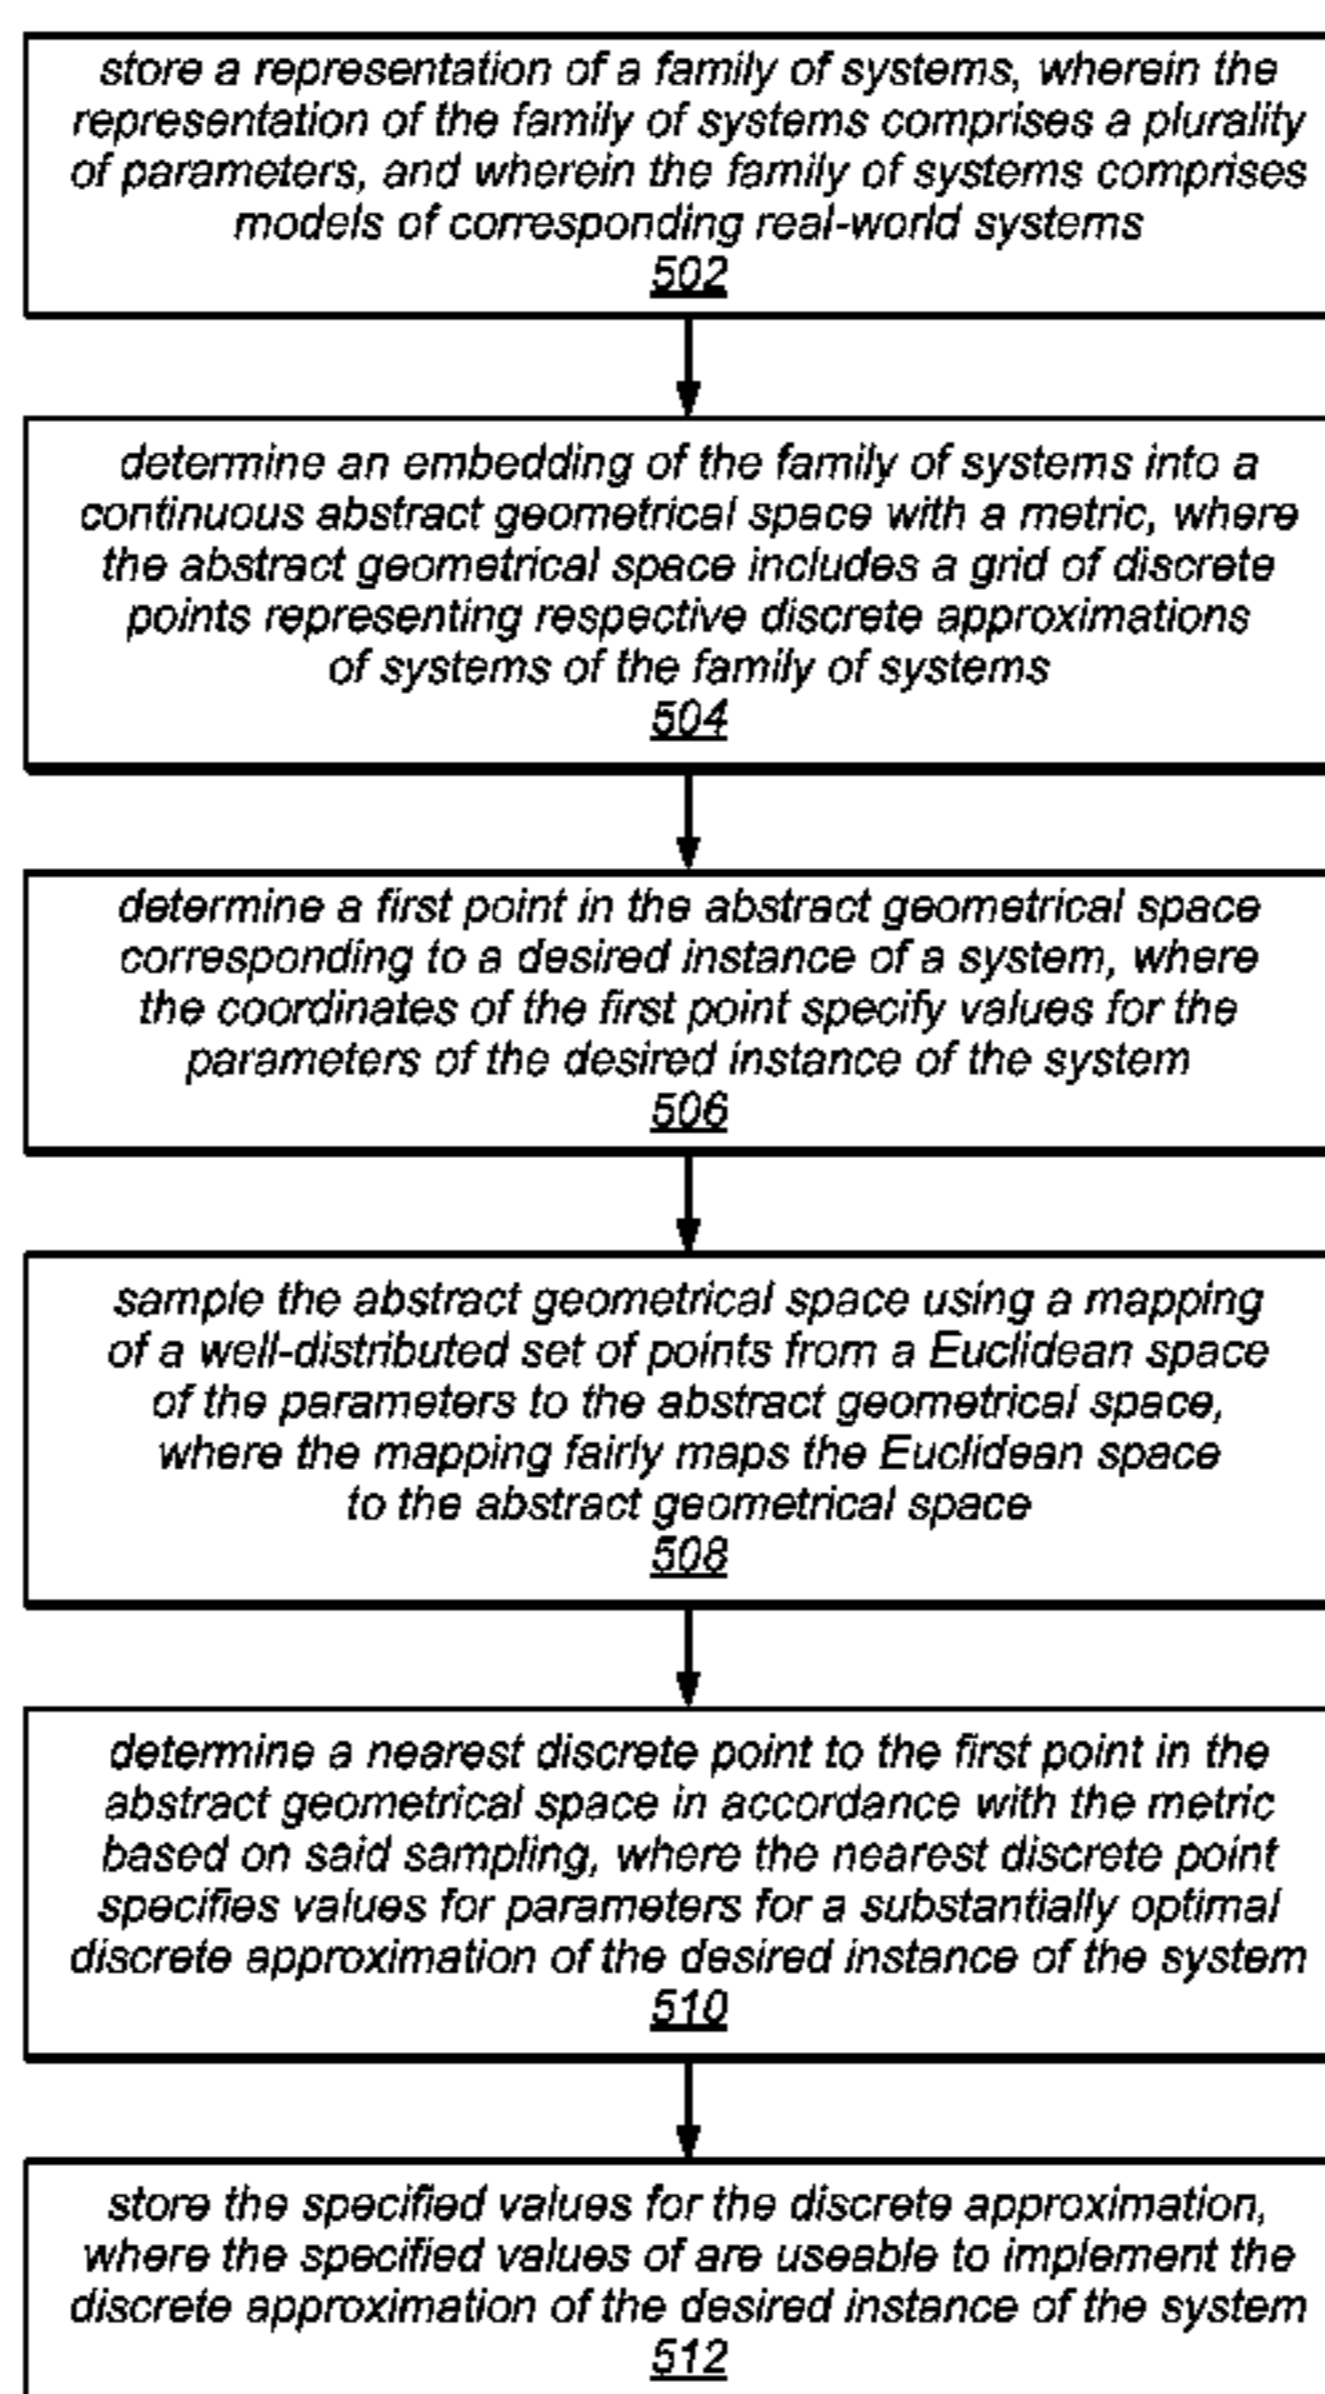 store a representation of a family of systems, wherein the
representation of the family of systems comprises a plurality
of parameters, and wherein the family of systems comprises
models of corresponding real-world systems
502
determine an embedding of the family of systems into a
continuous abstract geometrical space with a metric, where
the abstract geometrical space includes a grid of discrete
points representing respective discrete approximations
of systems of the family of systems
504
determine a first point in the abstract geometrical space
corresponding to a desired instance of a system, where
the coordinates of the first point specify values for the
parameters of the desired instance of the system
506
sample the abstract geometrical space using a mapping
of a well-distributed set of points from a Euclidean space
of the parameters to the abstract geometrical space,
where the mapping fairly maps the Euclidean space
to the abstract geometrical space
508
determine a nearest discrete point to the first point in the
abstract geometrical space in accordance with the metric
based on said sampling, where the nearest discrete point
specifies values for parameters for a substantially optimal
discrete approximation of the desired instance of the system
510
store the specified values for the discrete approximation,
where the specified values of are useable to implement the
discrete approximation of the desired instance of the system
512